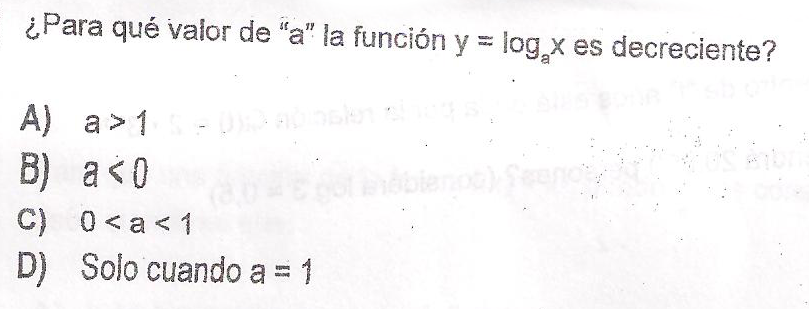 ¿Para qué valor de “a” la función y = logₐx es decreciente?
A) a > 1
B) a < 0
C) 0 < a < 1
D) Solo cuando a = 1